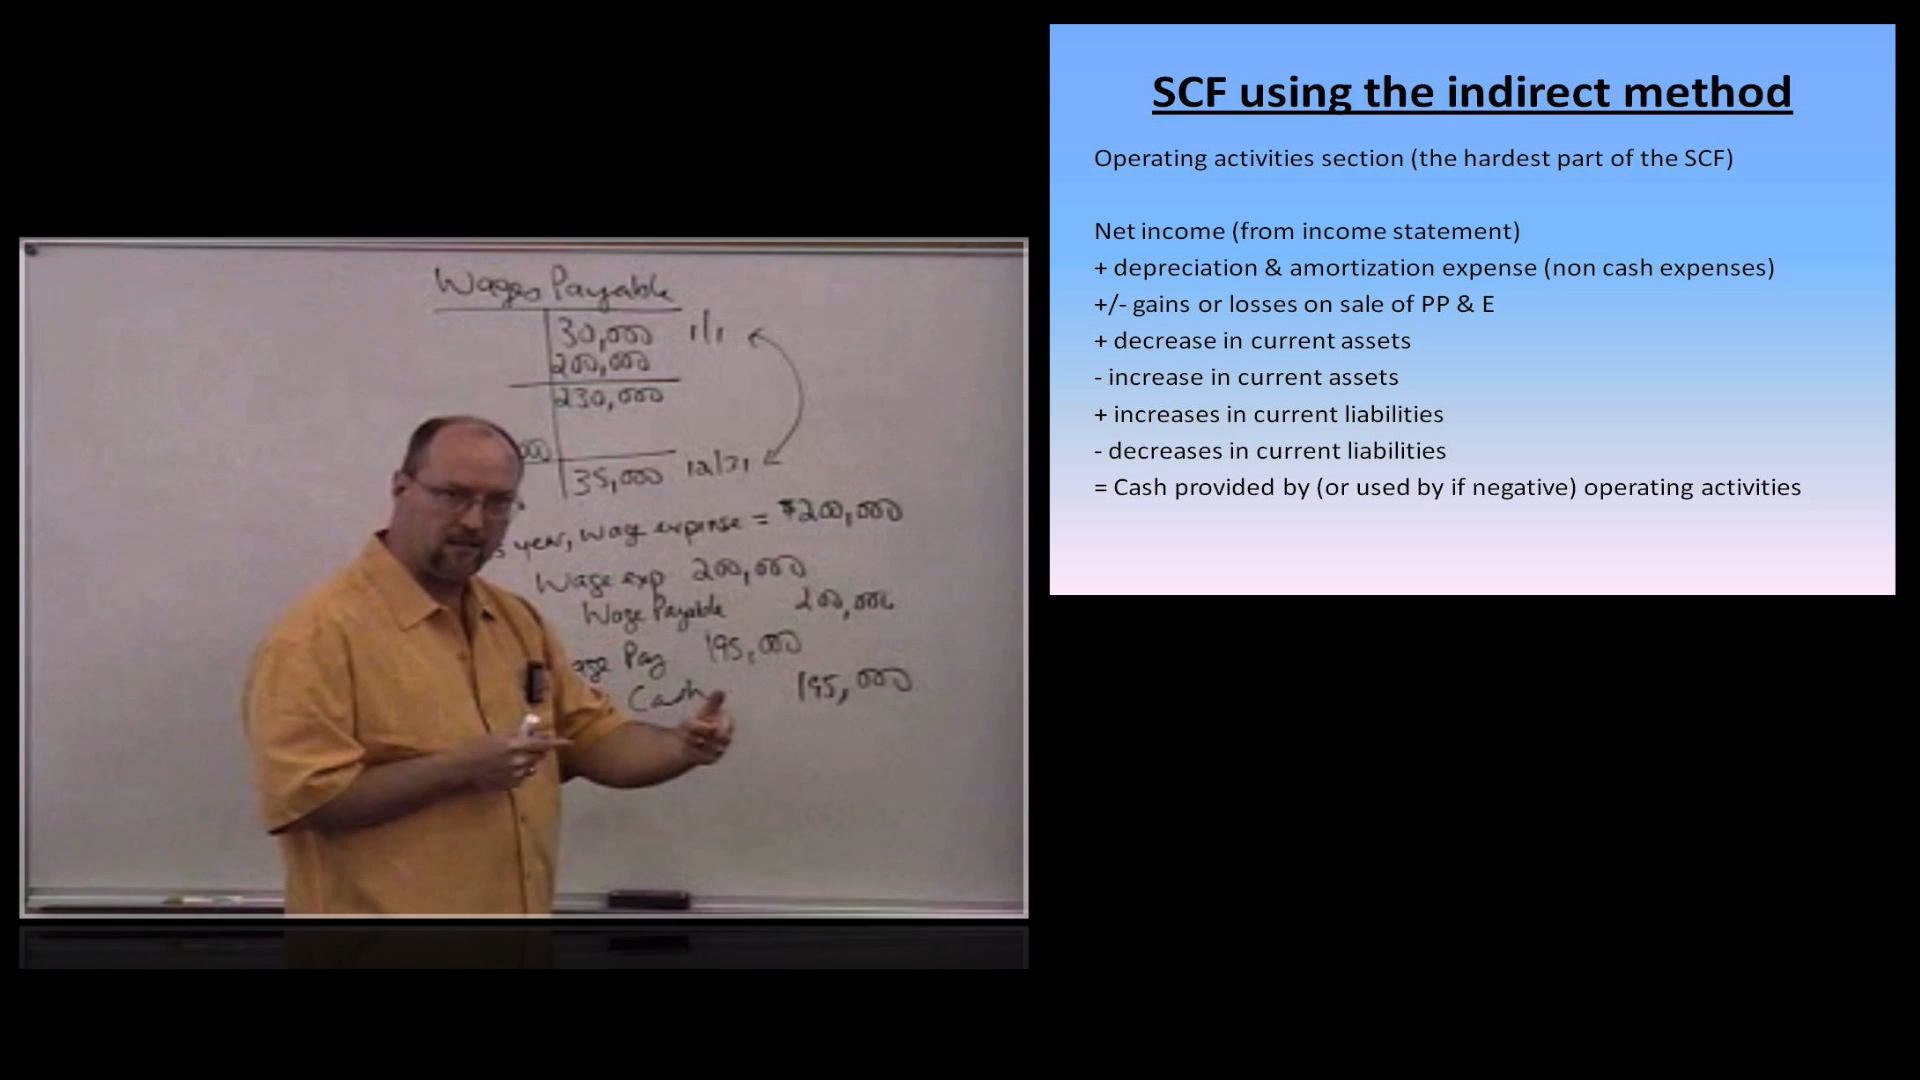 Wages Payable
30,000 1/1
200,000
230,000
35,000 12/31
year, wage expense = $200,000
Wage exp 200,000
Wage Payable 200,000
Pay 195,000
Cash 195,000
SCF using the indirect method
Operating activities section (the hardest part of the SCF)
Net income (from income statement)
+ depreciation & amortization expense (non cash expenses)
+/- gains or losses on sale of PP & E
+ decrease in current assets
- increase in current assets
+ increases in current liabilities
- decreases in current liabilities
= Cash provided by (or used by if negative) operating activities